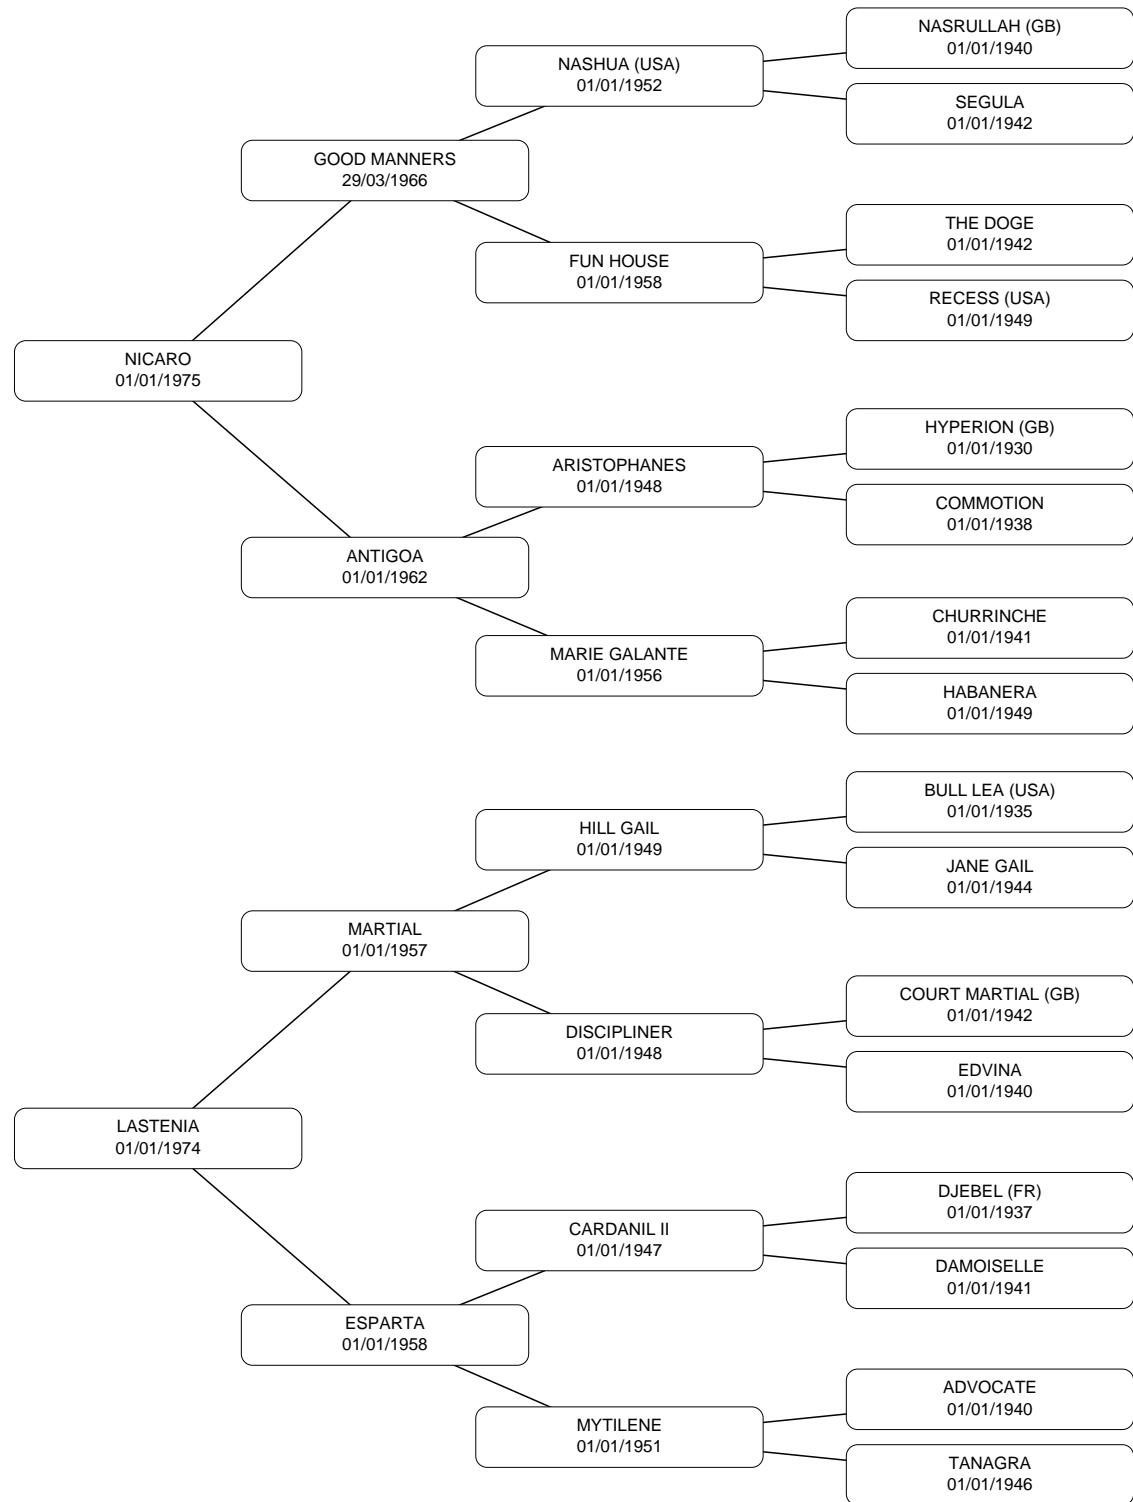 NASRULLAH (GB)
01/01/1940
NASHUA (USA)
01/01/1952
SEGULA
01/01/1942
GOOD MANNERS
29/03/1966
THE DOGE
01/01/1942
FUN HOUSE
01/01/1958
RECESS (USA)
01/01/1949
NICARO
01/01/1975
HYPERION (GB)
01/01/1930
ARISTOPHANES
01/01/1948
COMMOTION
01/01/1938
ANTIGOA
01/01/1962
CHURRINCHE
01/01/1941
MARIE GALANTE
01/01/1956
HABANERA
01/01/1949
BULL LEA (USA)
01/01/1935
HILL GAIL
01/01/1949
JANE GAIL
01/01/1944
MARTIAL
01/01/1957
COURT MARTIAL (GB)
01/01/1942
DISCIPLINER
01/01/1948
EDVINA
01/01/1940
LASTENIA
01/01/1974
DJEBEL (FR)
01/01/1937
CARDANIL II
01/01/1947
DAMOISELLE
01/01/1941
ESPARTA
01/01/1958
ADVOCATE
01/01/1940
MYTILENE
01/01/1951
TANAGRA
01/01/1946